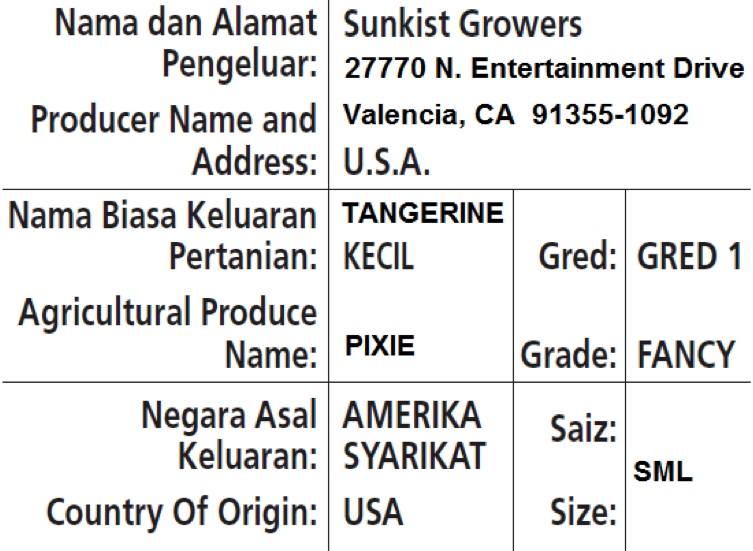 Nama dan Alamat Pengeluar:
Producer Name and Address:
Sunkist Growers
27770 N. Entertainment Drive
Valencia, CA 91355-1092
U.S.A.
Nama Biasa Keluaran Pertanian:
TANGERINE
KECIL
Gred: GRED 1
Agricultural Produce Name:
PIXIE
Grade: FANCY
Negara Asal Keluaran:
AMERIKA
SYARIKAT
Saiz:
Country Of Origin: USA
Size:
SML